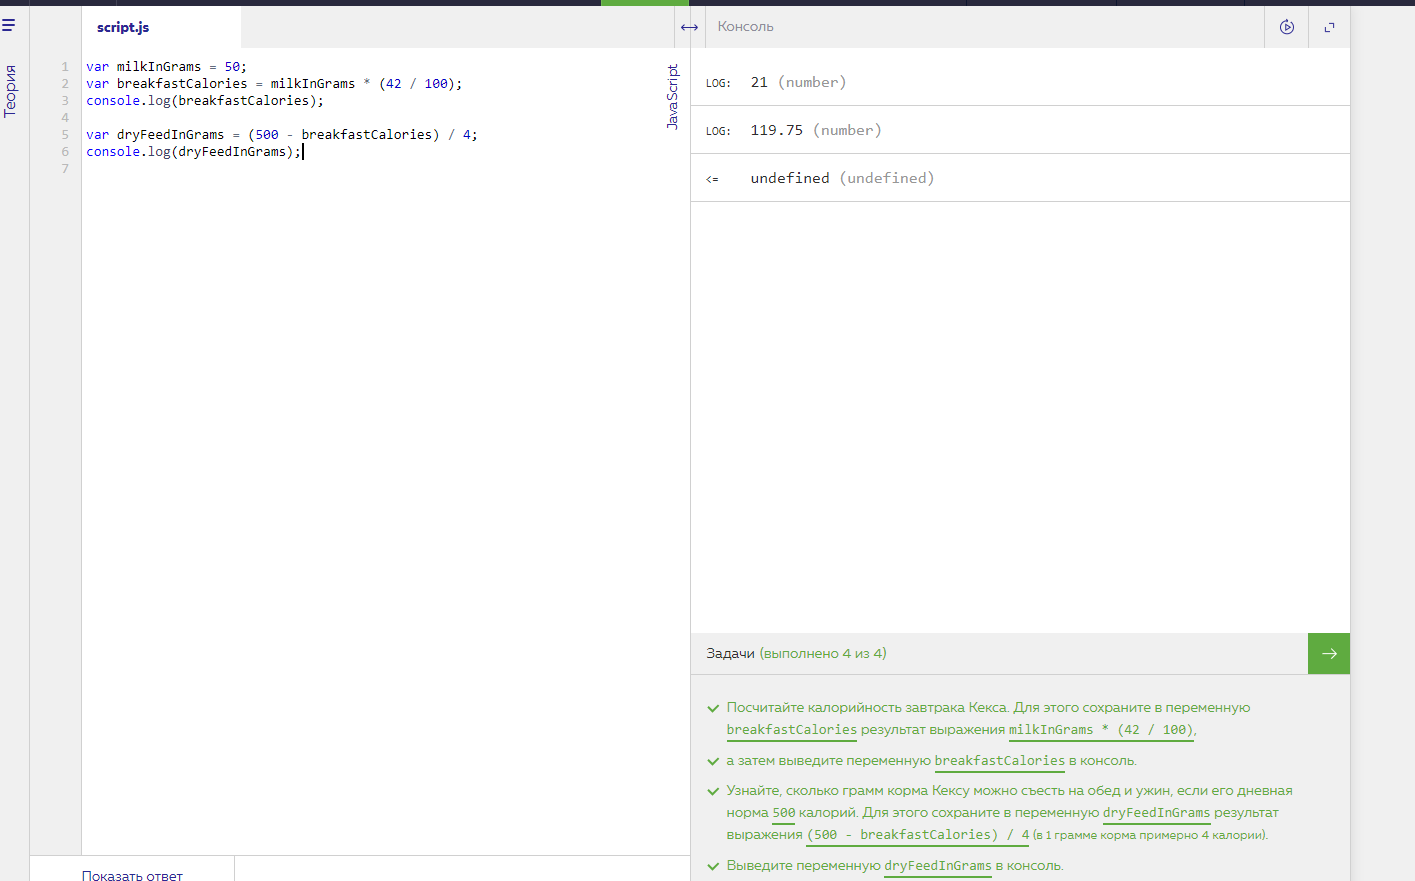 script.js
Консоль
Теория
JavaScript
1 var milkInGrams = 50;
2 var breakfastCalories = milkInGrams * (42 / 100);
3 console.log(breakfastCalories);
4
5 var dryFeedInGrams = (500 - breakfastCalories) / 4;
6 console.log(dryFeedInGrams);
7
Показать ответ
LOG: 21 (number)
LOG: 119.75 (number)
<= undefined (undefined)
Задачи (выполнено 4 из 4)
Посчитайте калорийность завтрака Кекса. Для этого сохраните в переменную
breakfastCalories результат выражения milkInGrams * (42 / 100),
а затем выведите переменную breakfastCalories в консоль.
Узнайте, сколько грамм корма Кексу можно съесть на обед и ужин, если его дневная
норма 500 калорий. Для этого сохраните в переменную dryFeedInGrams результат
выражения (500 - breakfastCalories) / 4 (в 1 грамме корма примерно 4 калории).
Выведите переменную dryFeedInGrams в консоль.